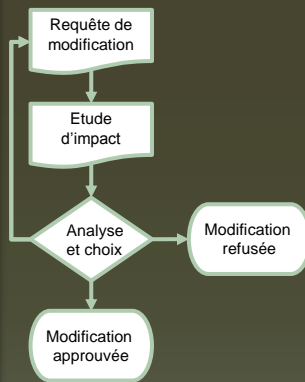 Requête de
modification
Etude
d'impact
Analyse
et choix
Modification
refusée
Modification
approuvée